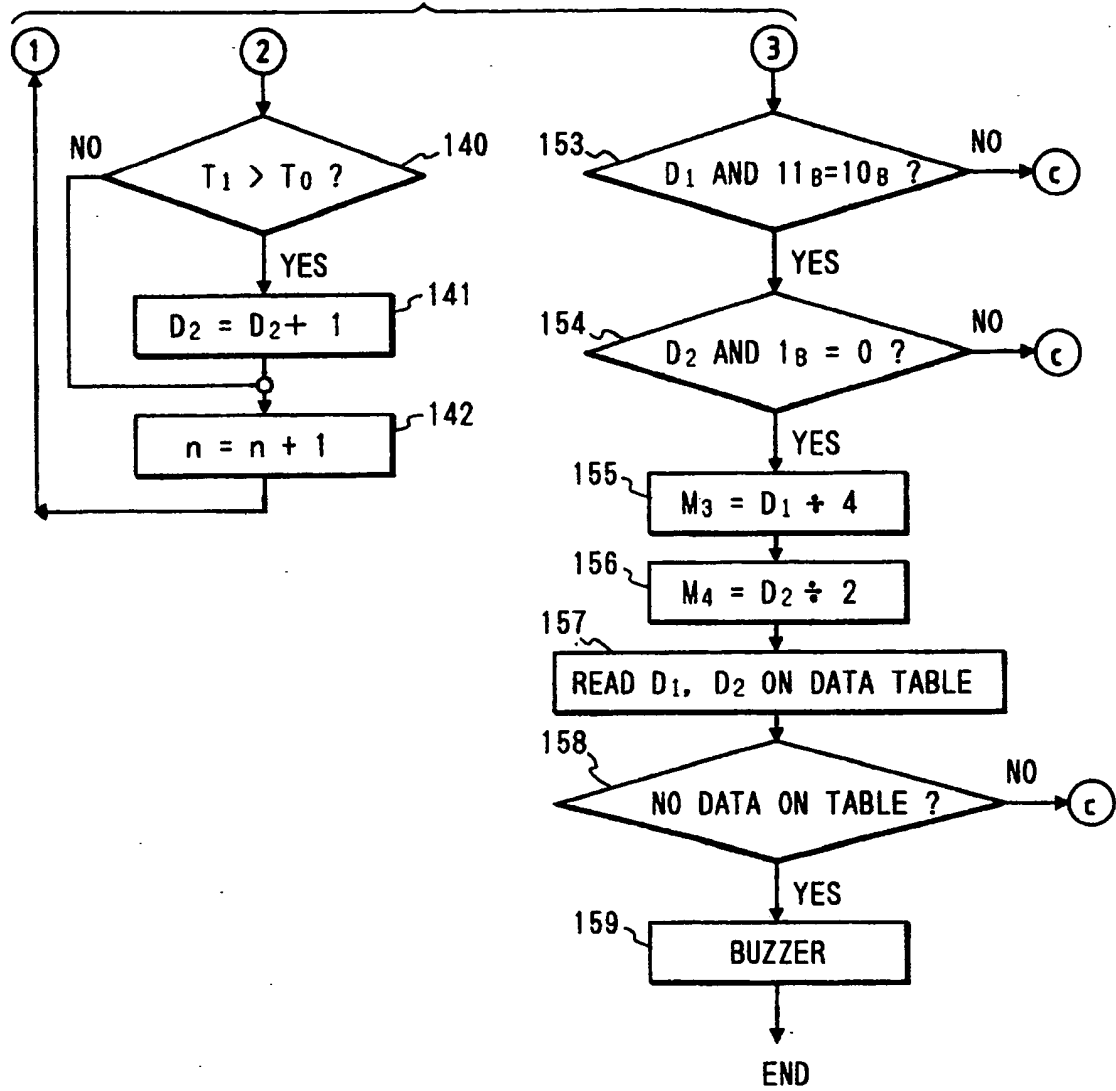 1
2
NO
T1 > T0 ?
140
YES
D2 = D2 + 1
141
n = n + 1
142
3
153
D1 AND 11B=10B ?
NO
c
YES
154
D2 AND 1B = 0 ?
NO
c
YES
155
M3 = D1 ÷ 4
156
M4 = D2 ÷ 2
157
READ D1, D2 ON DATA TABLE
158
NO DATA ON TABLE ?
NO
c
YES
159
BUZZER
END